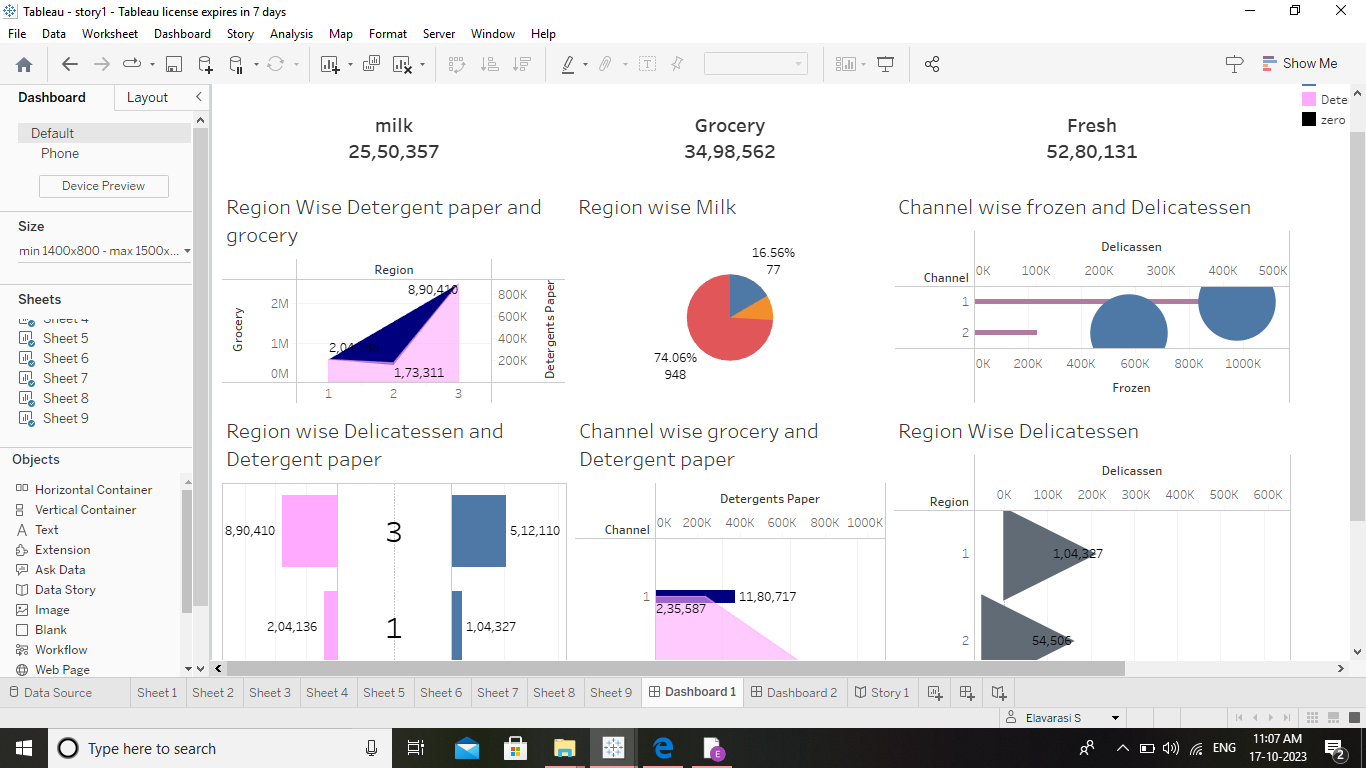 Tableau - story1 - Tableau license expires in 7 days
File Data Worksheet Dashboard Story Analysis Map Format Server Window Help
Show Me
Dashboard Layout
Default
Phone
Device Preview
Size
min 1400x800 - max 1500x...
Sheets
Sheet 4
Sheet 5
Sheet 6
Sheet 7
Sheet 8
Sheet 9
Objects
Horizontal Container
Vertical Container
Text
Extension
Ask Data
Data Story
Image
Blank
Workflow
Web Page
milk
25,50,357
Grocery
34,98,562
Fresh
52,80,131
Dete
zero
Region Wise Detergent paper and
grocery
Region
Grocery
2M
1M
0M
8,90,410
1,73,311
800K
600K
400K
200K
Detergents Paper
1 2 3
Region wise Milk
16.56%
77
74.06%
948
Channel wise frozen and Delicatessen
Delicassen
Channel
0K 100K 200K 300K 400K 500K
1
2
0K 200K 400K 600K 800K 1000K
Frozen
Region wise Delicatessen and
Detergent paper
8,90,410 3 5,12,110
2,04,136 1 1,04,327
Channel wise grocery and
Detergent paper
Detergents Paper
Channel
0K 200K 400K 600K 800K 1000K
1
11,80,717
2,35,587
Region Wise Delicatessen
Delicassen
Region
0K 100K 200K 300K 400K 500K 600K
1
1,04,327
2
54,506
Data Source Sheet 1 Sheet 2 Sheet 3 Sheet 4 Sheet 5 Sheet 6 Sheet 7 Sheet 8 Sheet 9 Dashboard 1 Dashboard 2 Story 1
Elavarasi S
Type here to search
E
ENG
11:07 AM
17-10-2023
2